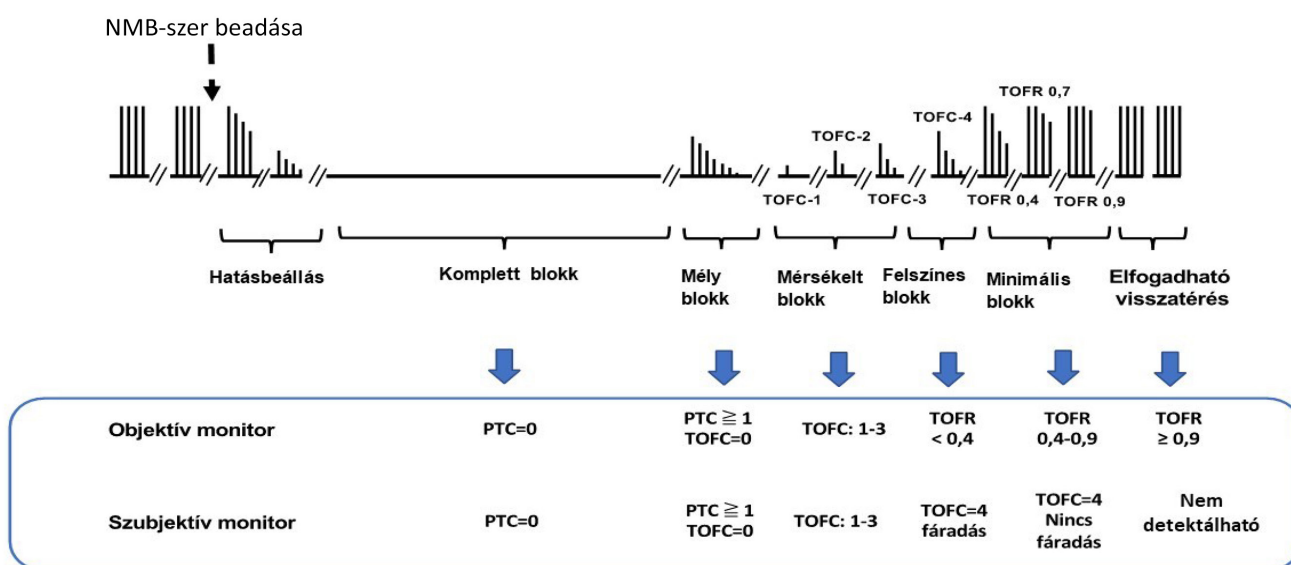 NMB-szer beadása
TOFR 0,7
TOFC-4
TOFC-2
TOFC-1
TOFC-3
TOFR 0,4
TOFR 0,9
Hatásbeállás
Komplett blokk
Mély
blokk
Mérsékelt
blokk
Felszínes
blokk
Minimális
blokk
Elfogadható
visszatérés
Objektív monitor
PTC=0
PTC ≧ 1
TOFC=0
TOFC: 1-3
TOFR
< 0,4
TOFR
0,4-0,9
TOFR
≥ 0,9
Szubjektív monitor
PTC=0
PTC ≧ 1
TOFC=0
TOFC: 1-3
TOFC=4
fáradás
TOFC=4
Nincs
fáradás
Nem
detektálható